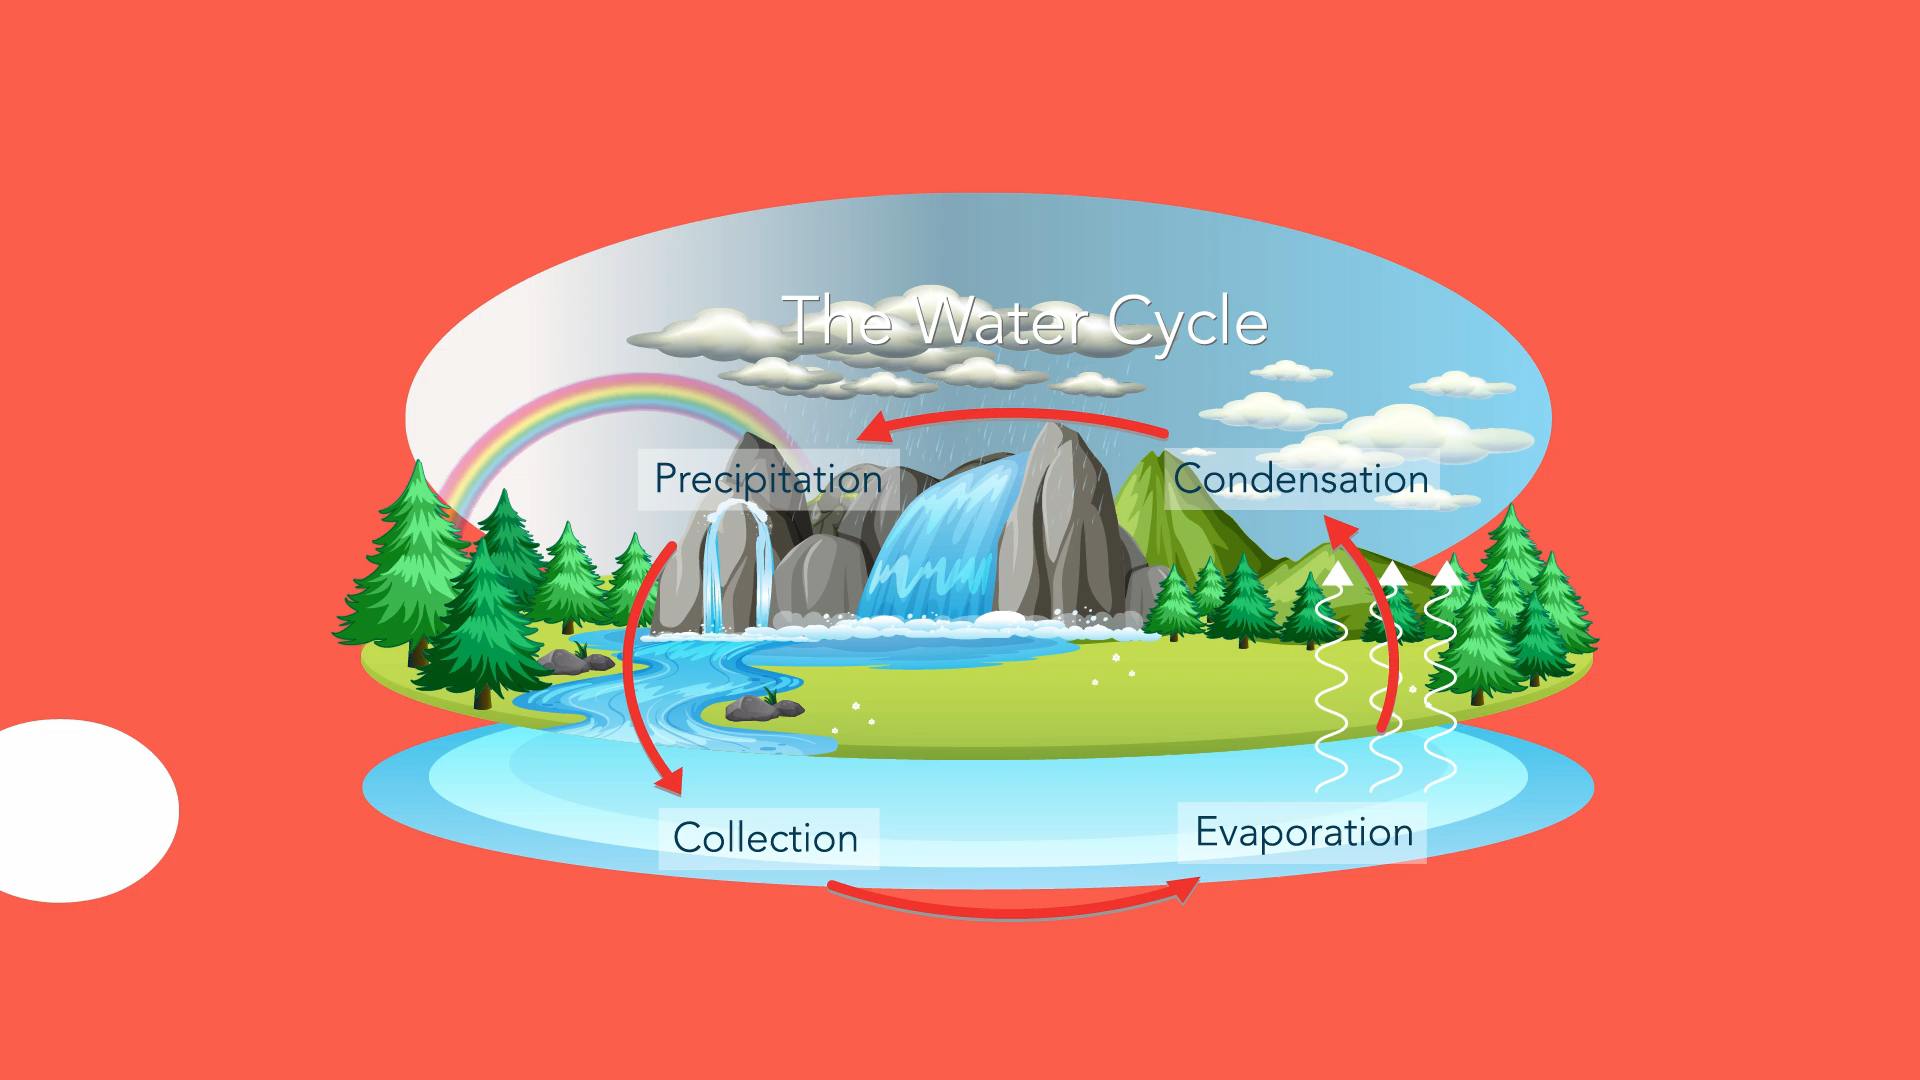 The Water Cycle
Precipitation
Condensation
Collection
Evaporation